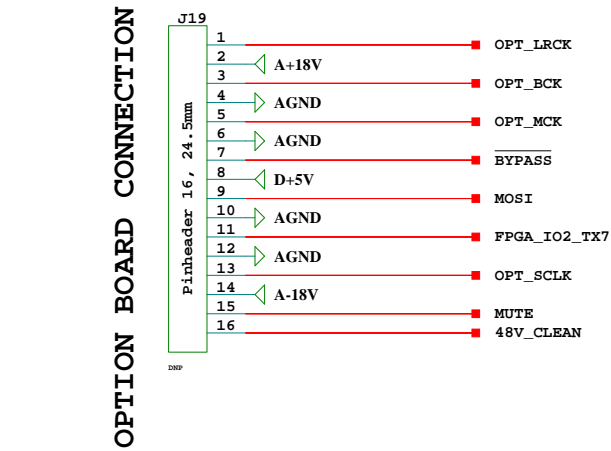 OPTION BOARD CONNECTION
J19
Pinheader 16, 24.5mm
1 OPT_LRCK
2 A+18V
3 OPT_BCK
4 AGND
5 OPT_MCK
6 AGND
7 BYPASS
8 D+5V
9 MOSI
10 AGND
11 FPGA_IO2_TX7
12 AGND
13 OPT_SCLK
14 A-18V
15 MUTE
16 48V_CLEAN
DNP